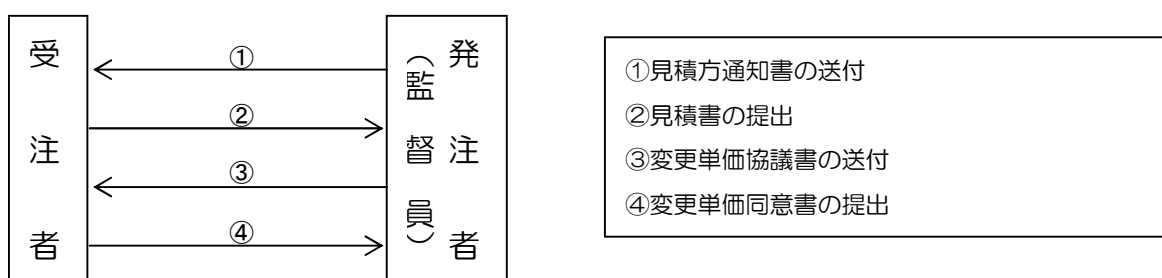 受注者
①
②
③
④
発注者
（監督員）
①見積方通知書の送付
②見積書の提出
③変更単価協議書の送付
④変更単価同意書の提出